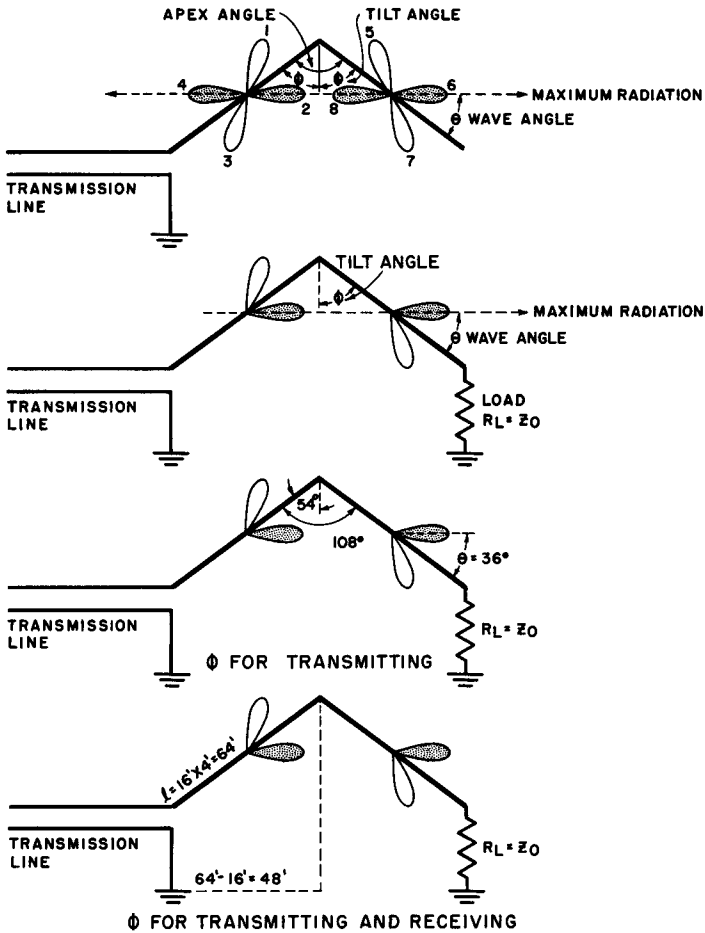 APEX ANGLE
TILT ANGLE
1
5
ϕ
ϕ
4
2
8
6
MAXIMUM RADIATION
θ WAVE ANGLE
3
7
TRANSMISSION
LINE
TILT ANGLE
ϕ
MAXIMUM RADIATION
θ WAVE ANGLE
TRANSMISSION
LINE
LOAD
RL = ZO
54°
108°
θ = 36°
TRANSMISSION
LINE
RL = ZO
ϕ FOR TRANSMITTING
ℓ = 16' X 4' = 64'
TRANSMISSION
LINE
RL = ZO
64' - 16' = 48'
ϕ FOR TRANSMITTING AND RECEIVING